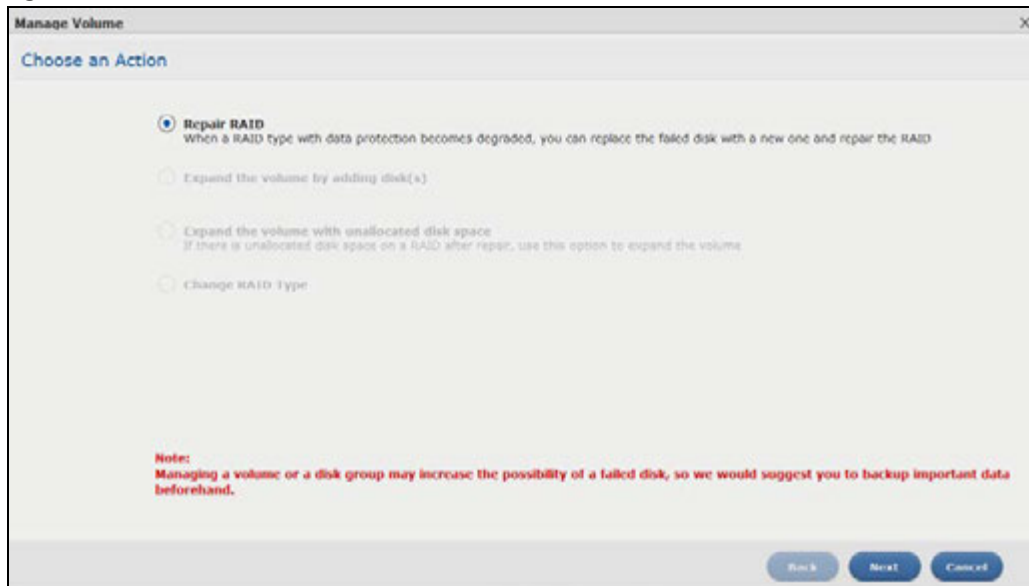 Manage Volume
X
Choose an Action
Repair RAID
When a RAID type with data protection becomes degraded, you can replace the failed disk with a new one and repair the RAID
Expand the volume by adding disk(s)
Expand the volume with unallocated disk space
If there is unallocated disk space on a RAID after repair, use this option to expand the volume
Change RAID Type
Note:
Managing a volume or a disk group may increase the possibility of a failed disk, so we would suggest you to backup important data
beforehand.
Back Next Cancel